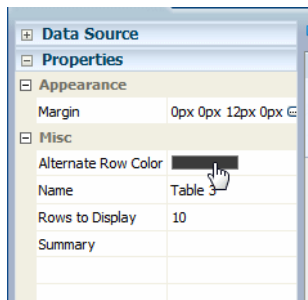 Data Source
Properties
Appearance
Margin 0px 0px 12px 0px
Misc
Alternate Row Color
Name Table 3
Rows to Display 10
Summary